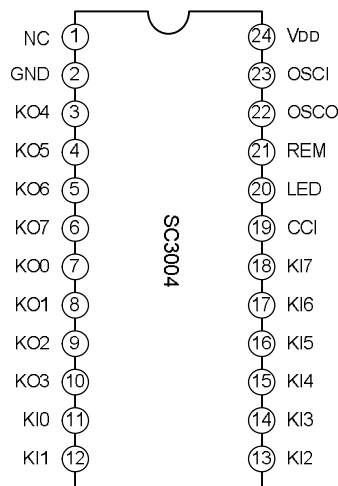 NC 1 24 VDD
GND 2 23 OSCI
KO4 3 22 OSCO
KO5 4 21 REM
KO6 5 20 LED
KO7 6 19 CCI
KO0 7 18 KI7
KO1 8 17 KI6
KO2 9 16 KI5
KO3 10 15 KI4
KI0 11 14 KI3
KI1 12 13 KI2
SC3004